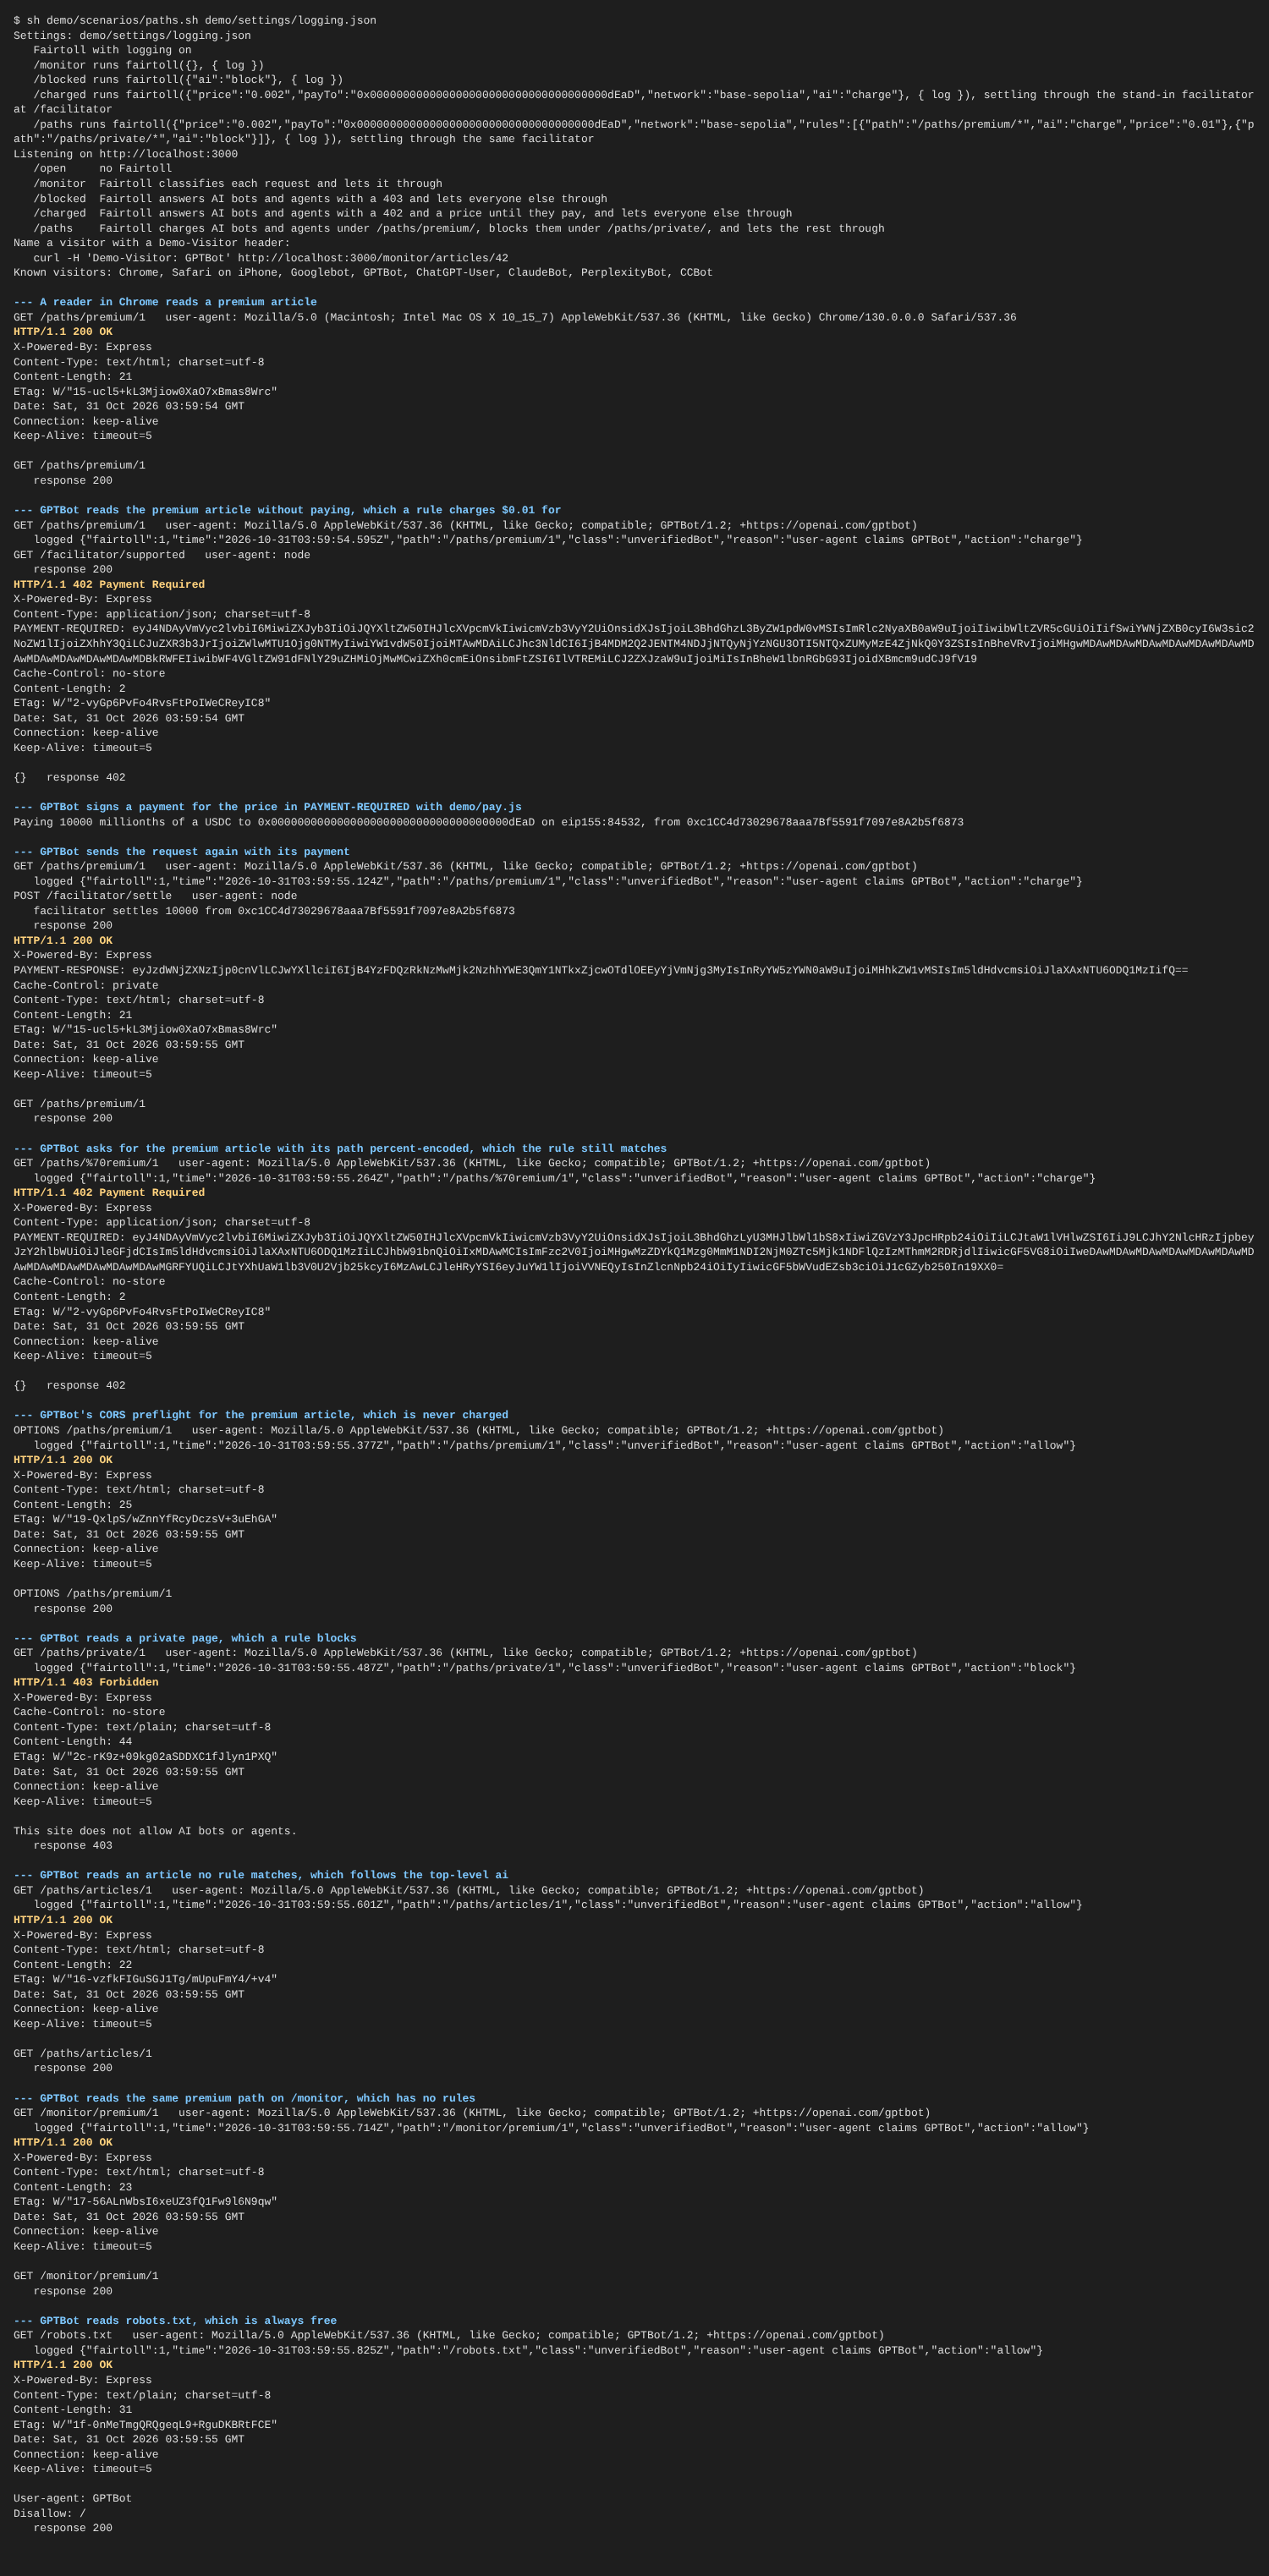 $ sh demo/scenarios/paths.sh demo/settings/logging.json
Settings: demo/settings/logging.json
   Fairtoll with logging on
   /monitor runs fairtoll({}, { log })
   /blocked runs fairtoll({"ai":"block"}, { log })
   /charged runs fairtoll({"price":"0.002","payTo":"0x000000000000000000000000000000000000dEaD","network":"base-sepolia","ai":"charge"}, { log }), settling through the stand-in facilitator
at /facilitator
   /paths runs fairtoll({"price":"0.002","payTo":"0x000000000000000000000000000000000000dEaD","network":"base-sepolia","rules":[{"path":"/paths/premium/*","ai":"charge","price":"0.01"},{"p
ath":"/paths/private/*","ai":"block"}]}, { log }), settling through the same facilitator
Listening on http://localhost:3000
   /open     no Fairtoll
   /monitor  Fairtoll classifies each request and lets it through
   /blocked  Fairtoll answers AI bots and agents with a 403 and lets everyone else through
   /charged  Fairtoll answers AI bots and agents with a 402 and a price until they pay, and lets everyone else through
   /paths    Fairtoll charges AI bots and agents under /paths/premium/, blocks them under /paths/private/, and lets the rest through
Name a visitor with a Demo-Visitor header:
   curl -H 'Demo-Visitor: GPTBot' http://localhost:3000/monitor/articles/42
Known visitors: Chrome, Safari on iPhone, Googlebot, GPTBot, ChatGPT-User, ClaudeBot, PerplexityBot, CCBot

--- A reader in Chrome reads a premium article
GET /paths/premium/1   user-agent: Mozilla/5.0 (Macintosh; Intel Mac OS X 10_15_7) AppleWebKit/537.36 (KHTML, like Gecko) Chrome/130.0.0.0 Safari/537.36
HTTP/1.1 200 OK
X-Powered-By: Express
Content-Type: text/html; charset=utf-8
Content-Length: 21
ETag: W/"15-ucl5+kL3Mjiow0XaO7xBmas8Wrc"
Date: Sat, 31 Oct 2026 03:59:54 GMT
Connection: keep-alive
Keep-Alive: timeout=5

GET /paths/premium/1
   response 200

--- GPTBot reads the premium article without paying, which a rule charges $0.01 for
GET /paths/premium/1   user-agent: Mozilla/5.0 AppleWebKit/537.36 (KHTML, like Gecko; compatible; GPTBot/1.2; +https://openai.com/gptbot)
   logged {"fairtoll":1,"time":"2026-10-31T03:59:54.595Z","path":"/paths/premium/1","class":"unverifiedBot","reason":"user-agent claims GPTBot","action":"charge"}
GET /facilitator/supported   user-agent: node
   response 200
HTTP/1.1 402 Payment Required
X-Powered-By: Express
Content-Type: application/json; charset=utf-8
PAYMENT-REQUIRED:
Cache-Control: no-store
Content-Length: 2
ETag: W/"2-vyGp6PvFo4RvsFtPoIWeCReyIC8"
Date: Sat, 31 Oct 2026 03:59:54 GMT
Connection: keep-alive
Keep-Alive: timeout=5

{}   response 402

--- GPTBot signs a payment for the price in PAYMENT-REQUIRED with demo/pay.js
Paying 10000 millionths of a USDC to 0x000000000000000000000000000000000000dEaD on eip155:84532, from 0xc1CC4d73029678aaa7Bf5591f7097e8A2b5f6873

--- GPTBot sends the request again with its payment
GET /paths/premium/1   user-agent: Mozilla/5.0 AppleWebKit/537.36 (KHTML, like Gecko; compatible; GPTBot/1.2; +https://openai.com/gptbot)
   logged {"fairtoll":1,"time":"2026-10-31T03:59:55.124Z","path":"/paths/premium/1","class":"unverifiedBot","reason":"user-agent claims GPTBot","action":"charge"}
POST /facilitator/settle   user-agent: node
   facilitator settles 10000 from 0xc1CC4d73029678aaa7Bf5591f7097e8A2b5f6873
   response 200
HTTP/1.1 200 OK
X-Powered-By: Express
PAYMENT-RESPONSE:
Cache-Control: private
Content-Type: text/html; charset=utf-8
Content-Length: 21
ETag: W/"15-ucl5+kL3Mjiow0XaO7xBmas8Wrc"
Date: Sat, 31 Oct 2026 03:59:55 GMT
Connection: keep-alive
Keep-Alive: timeout=5

GET /paths/premium/1
   response 200

--- GPTBot asks for the premium article with its path percent-encoded, which the rule still matches
GET /paths/%70remium/1   user-agent: Mozilla/5.0 AppleWebKit/537.36 (KHTML, like Gecko; compatible; GPTBot/1.2; +https://openai.com/gptbot)
   logged {"fairtoll":1,"time":"2026-10-31T03:59:55.264Z","path":"/paths/%70remium/1","class":"unverifiedBot","reason":"user-agent claims GPTBot","action":"charge"}
HTTP/1.1 402 Payment Required
X-Powered-By: Express
Content-Type: application/json; charset=utf-8
PAYMENT-REQUIRED:
Cache-Control: no-store
Content-Length: 2
ETag: W/"2-vyGp6PvFo4RvsFtPoIWeCReyIC8"
Date: Sat, 31 Oct 2026 03:59:55 GMT
Connection: keep-alive
Keep-Alive: timeout=5

{}   response 402

--- GPTBot's CORS preflight for the premium article, which is never charged
OPTIONS /paths/premium/1   user-agent: Mozilla/5.0 AppleWebKit/537.36 (KHTML, like Gecko; compatible; GPTBot/1.2; +https://openai.com/gptbot)
   logged {"fairtoll":1,"time":"2026-10-31T03:59:55.377Z","path":"/paths/premium/1","class":"unverifiedBot","reason":"user-agent claims GPTBot","action":"allow"}
HTTP/1.1 200 OK
X-Powered-By: Express
Content-Type: text/html; charset=utf-8
Content-Length: 25
ETag: W/"19-QxlpS/wZnnYfRcyDczsV+3uEhGA"
Date: Sat, 31 Oct 2026 03:59:55 GMT
Connection: keep-alive
Keep-Alive: timeout=5

OPTIONS /paths/premium/1
   response 200

--- GPTBot reads a private page, which a rule blocks
GET /paths/private/1   user-agent: Mozilla/5.0 AppleWebKit/537.36 (KHTML, like Gecko; compatible; GPTBot/1.2; +https://openai.com/gptbot)
   logged {"fairtoll":1,"time":"2026-10-31T03:59:55.487Z","path":"/paths/private/1","class":"unverifiedBot","reason":"user-agent claims GPTBot","action":"block"}
HTTP/1.1 403 Forbidden
X-Powered-By: Express
Cache-Control: no-store
Content-Type: text/plain; charset=utf-8
Content-Length: 44
ETag: W/"2c-rK9z+09kg02aSDDXC1fJlyn1PXQ"
Date: Sat, 31 Oct 2026 03:59:55 GMT
Connection: keep-alive
Keep-Alive: timeout=5

This site does not allow AI bots or agents.
   response 403

--- GPTBot reads an article no rule matches, which follows the top-level ai
GET /paths/articles/1   user-agent: Mozilla/5.0 AppleWebKit/537.36 (KHTML, like Gecko; compatible; GPTBot/1.2; +https://openai.com/gptbot)
   logged {"fairtoll":1,"time":"2026-10-31T03:59:55.601Z","path":"/paths/articles/1","class":"unverifiedBot","reason":"user-agent claims GPTBot","action":"allow"}
HTTP/1.1 200 OK
X-Powered-By: Express
Content-Type: text/html; charset=utf-8
Content-Length: 22
ETag: W/"16-vzfkFIGuSGJ1Tg/mUpuFmY4/+v4"
Date: Sat, 31 Oct 2026 03:59:55 GMT
Connection: keep-alive
Keep-Alive: timeout=5

GET /paths/articles/1
   response 200

--- GPTBot reads the same premium path on /monitor, which has no rules
GET /monitor/premium/1   user-agent: Mozilla/5.0 AppleWebKit/537.36 (KHTML, like Gecko; compatible; GPTBot/1.2; +https://openai.com/gptbot)
   logged {"fairtoll":1,"time":"2026-10-31T03:59:55.714Z","path":"/monitor/premium/1","class":"unverifiedBot","reason":"user-agent claims GPTBot","action":"allow"}
HTTP/1.1 200 OK
X-Powered-By: Express
Content-Type: text/html; charset=utf-8
Content-Length: 23
ETag: W/"17-56ALnWbsI6xeUZ3fQ1Fw9l6N9qw"
Date: Sat, 31 Oct 2026 03:59:55 GMT
Connection: keep-alive
Keep-Alive: timeout=5

GET /monitor/premium/1
   response 200

--- GPTBot reads robots.txt, which is always free
GET /robots.txt   user-agent: Mozilla/5.0 AppleWebKit/537.36 (KHTML, like Gecko; compatible; GPTBot/1.2; +https://openai.com/gptbot)
   logged {"fairtoll":1,"time":"2026-10-31T03:59:55.825Z","path":"/robots.txt","class":"unverifiedBot","reason":"user-agent claims GPTBot","action":"allow"}
HTTP/1.1 200 OK
X-Powered-By: Express
Content-Type: text/plain; charset=utf-8
Content-Length: 31
ETag: W/"1f-0nMeTmgQRQgeqL9+RguDKBRtFCE"
Date: Sat, 31 Oct 2026 03:59:55 GMT
Connection: keep-alive
Keep-Alive: timeout=5

User-agent: GPTBot
Disallow: /
   response 200